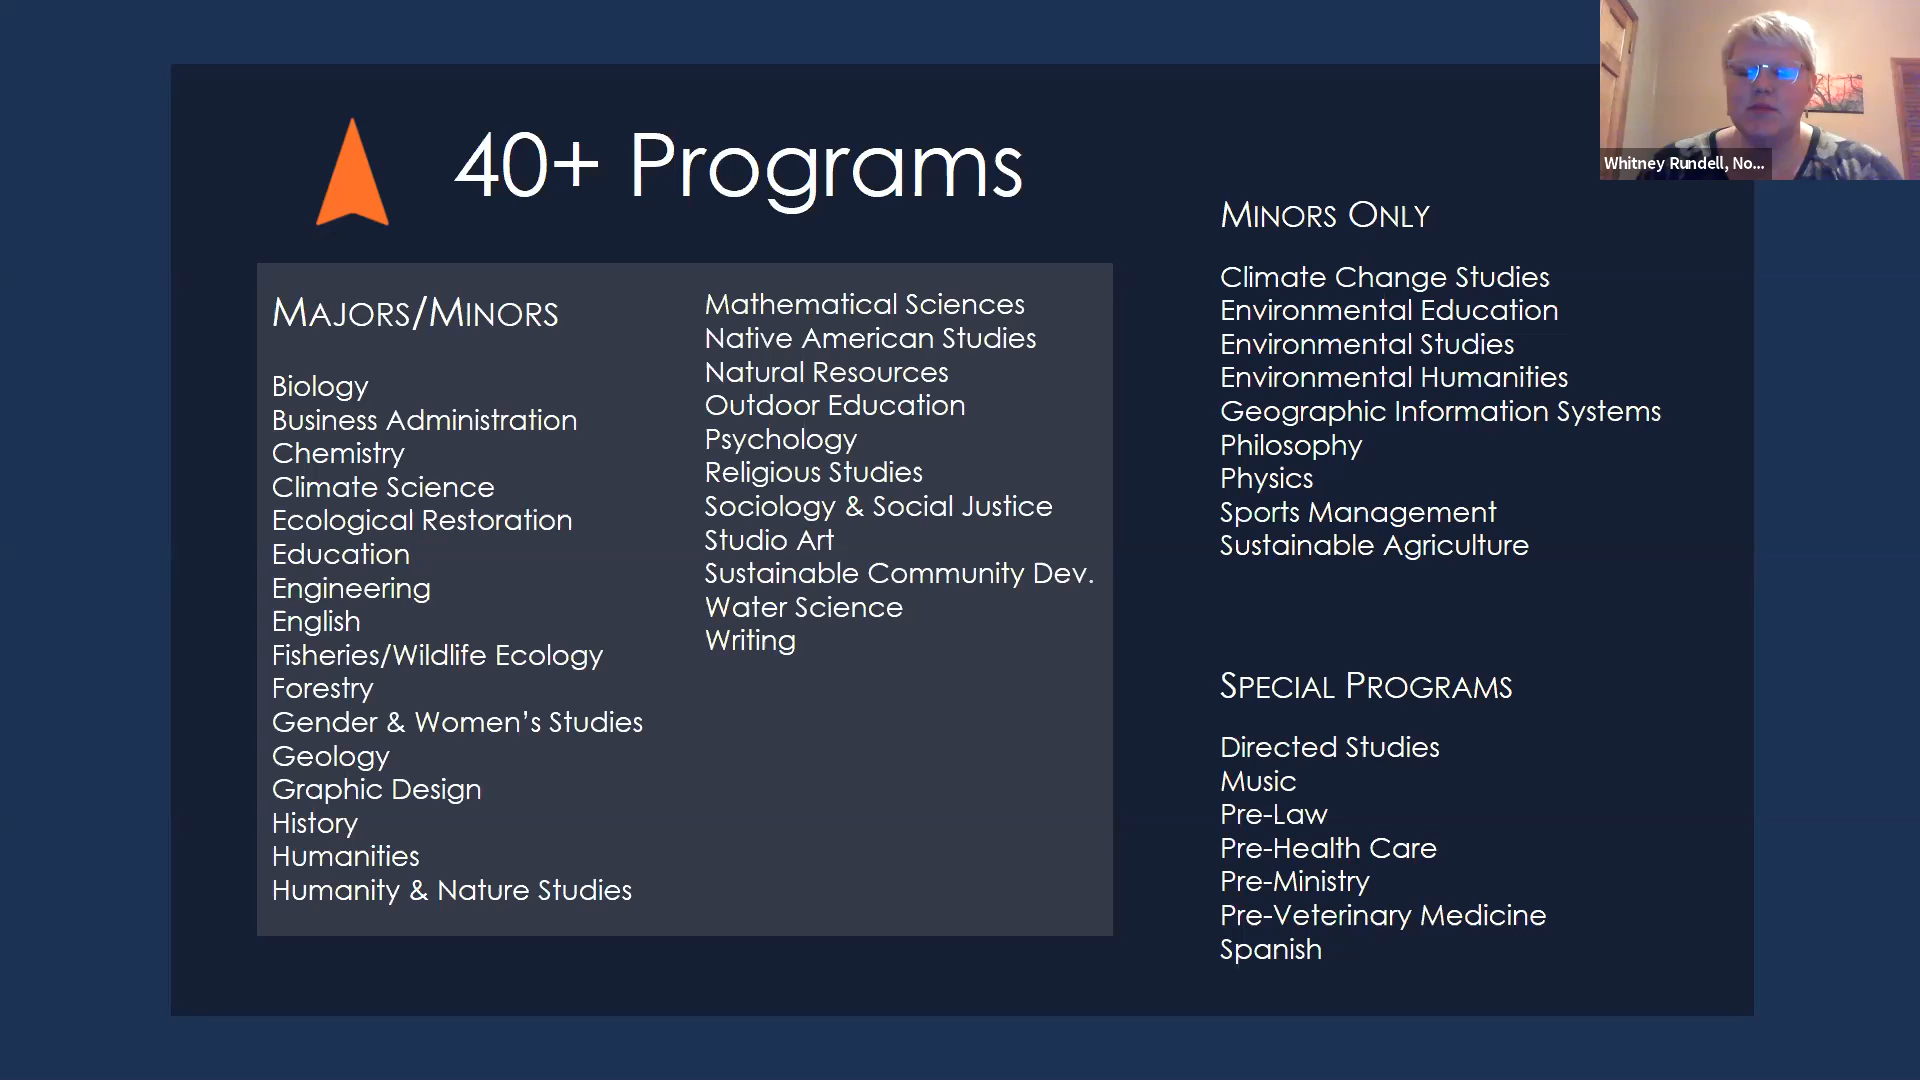 40+ Programs
MAJORS/MINORS
Biology
Business Administration
Chemistry
Climate Science
Ecological Restoration
Education
Engineering
English
Fisheries/Wildlife Ecology
Forestry
Gender & Women’s Studies
Geology
Graphic Design
History
Humanities
Humanity & Nature Studies
Mathematical Sciences
Native American Studies
Natural Resources
Outdoor Education
Psychology
Religious Studies
Sociology & Social Justice
Studio Art
Sustainable Community Dev.
Water Science
Writing
MINORS ONLY
Climate Change Studies
Environmental Education
Environmental Studies
Environmental Humanities
Geographic Information Systems
Philosophy
Physics
Sports Management
Sustainable Agriculture
SPECIAL PROGRAMS
Directed Studies
Music
Pre-Law
Pre-Health Care
Pre-Ministry
Pre-Veterinary Medicine
Spanish
Whitney Rundell, No...